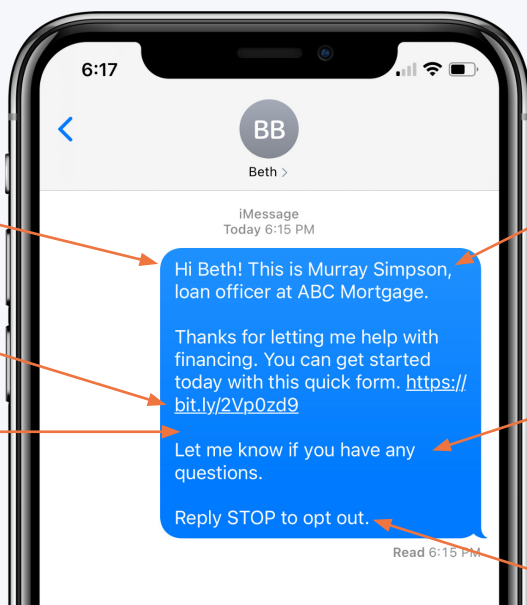 6:17
BB
Beth >
iMessage
Today 6:15 PM
Hi Beth! This is Murray Simpson,
loan officer at ABC Mortgage.
Thanks for letting me help with
financing. You can get started
today with this quick form. https://
bit.ly/2Vp0zd9
Let me know if you have any
questions.
Reply STOP to opt out.
Read 6:15 PM